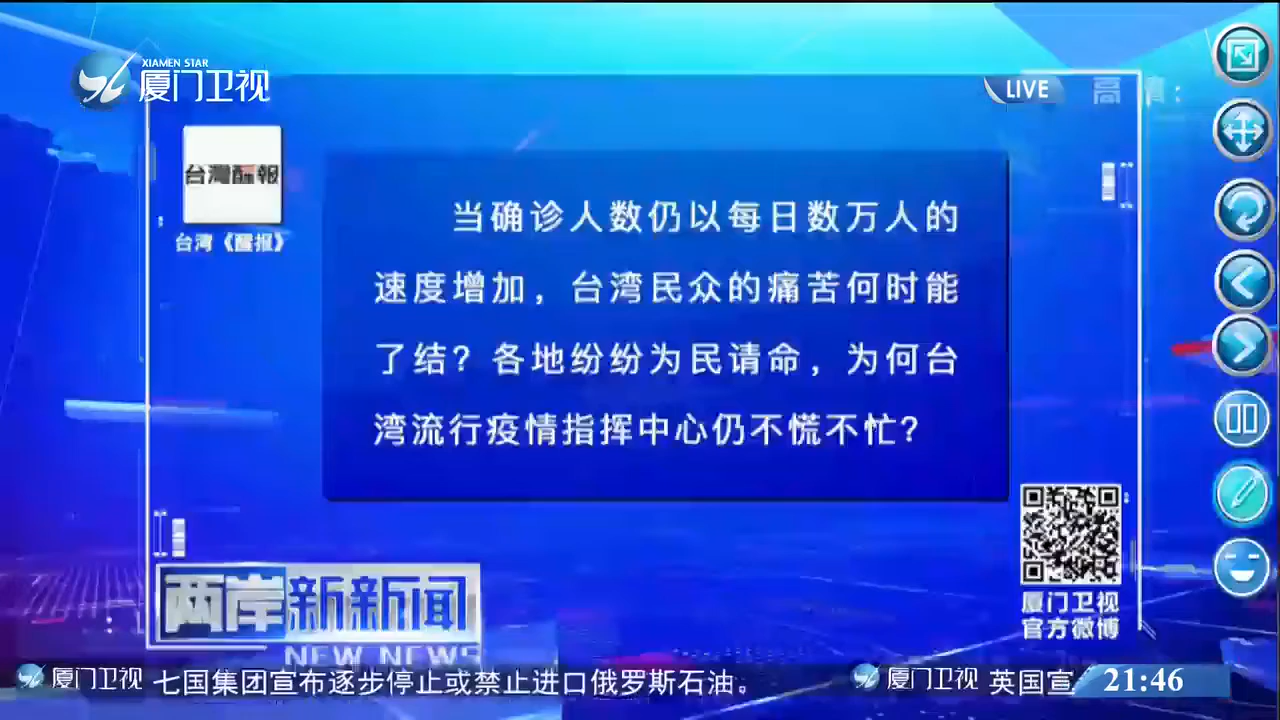 XIAMEN STAR
厦门卫视
LIVE
高清
台灣醒報
台湾《醒报》
当确诊人数仍以每日数万人的
速度增加，台湾民众的痛苦何时能
了结？各地纷纷为民请命，为何台
湾流行疫情指挥中心仍不慌不忙？
厦门卫视
官方微博
两岸新新闻
NEW NEWS
厦门卫视 七国集团宣布逐步停止或禁止进口俄罗斯石油。 厦门卫视 英国宣
21:46